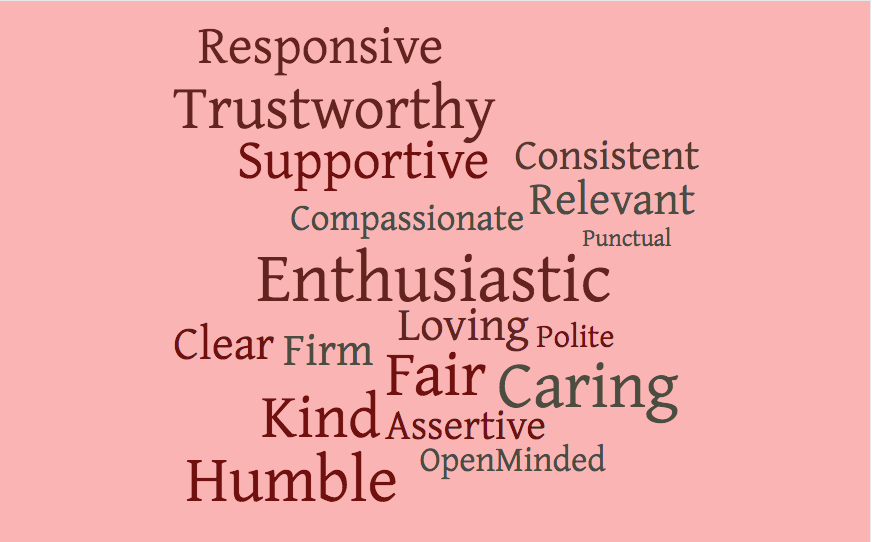 Responsive
Trustworthy
Supportive
Consistent
Relevant
Compassionate
Punctual
Enthusiastic
Loving
Polite
Clear
Firm
Fair
Caring
Kind
Assertive
OpenMinded
Humble